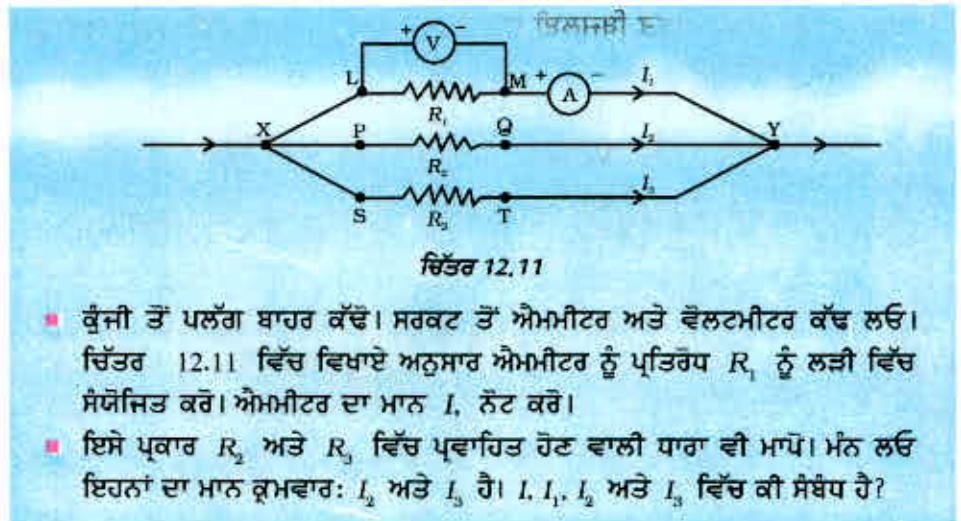 + V −
L M + A − I₁
R₁
X P Q I₂ Y
R₂
I₃
S R₃ T
ਚਿੱਤਰ 12.11
▪ ਕੁੰਜੀ ਤੋਂ ਪਲੱਗ ਬਾਹਰ ਕੱਢੋ। ਸਰਕਟ ਤੋਂ ਐਮਮੀਟਰ ਅਤੇ ਵੋਲਟਮੀਟਰ ਕੱਢ ਲਓ।
ਚਿੱਤਰ 12.11 ਵਿੱਚ ਵਿਖਾਏ ਅਨੁਸਾਰ ਐਮਮੀਟਰ ਨੂੰ ਪ੍ਰਤਿਰੋਧ R₁ ਨੂੰ ਲੜੀ ਵਿੱਚ
ਸੰਯੋਜਿਤ ਕਰੋ। ਐਮਮੀਟਰ ਦਾ ਮਾਨ I, ਨੋਟ ਕਰੋ।
▪ ਇਸੇ ਪ੍ਰਕਾਰ R₂ ਅਤੇ R₃ ਵਿੱਚ ਪ੍ਰਵਾਹਿਤ ਹੋਣ ਵਾਲੀ ਧਾਰਾ ਵੀ ਮਾਪੋ। ਮੰਨ ਲਓ
ਇਹਨਾਂ ਦਾ ਮਾਨ ਕ੍ਰਮਵਾਰ: I₂ ਅਤੇ I₃ ਹੈ। I, I₁, I₂ ਅਤੇ I₃ ਵਿੱਚ ਕੀ ਸੰਬੰਧ ਹੈ?